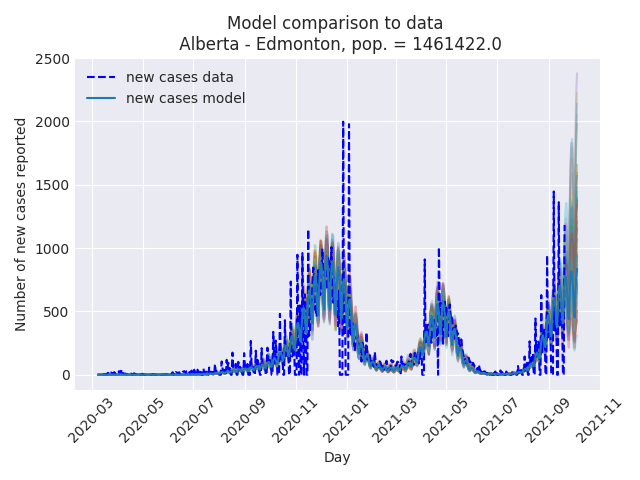 Model comparison to data
Alberta - Edmonton, pop. = 1461422.0
2500
2000
1500
1000
500
0
Number of new cases reported
new cases data
new cases model
2020-03
2020-05
2020-07
2020-09
2020-11
2021-01
2021-03
2021-05
2021-07
2021-09
2021-11
Day